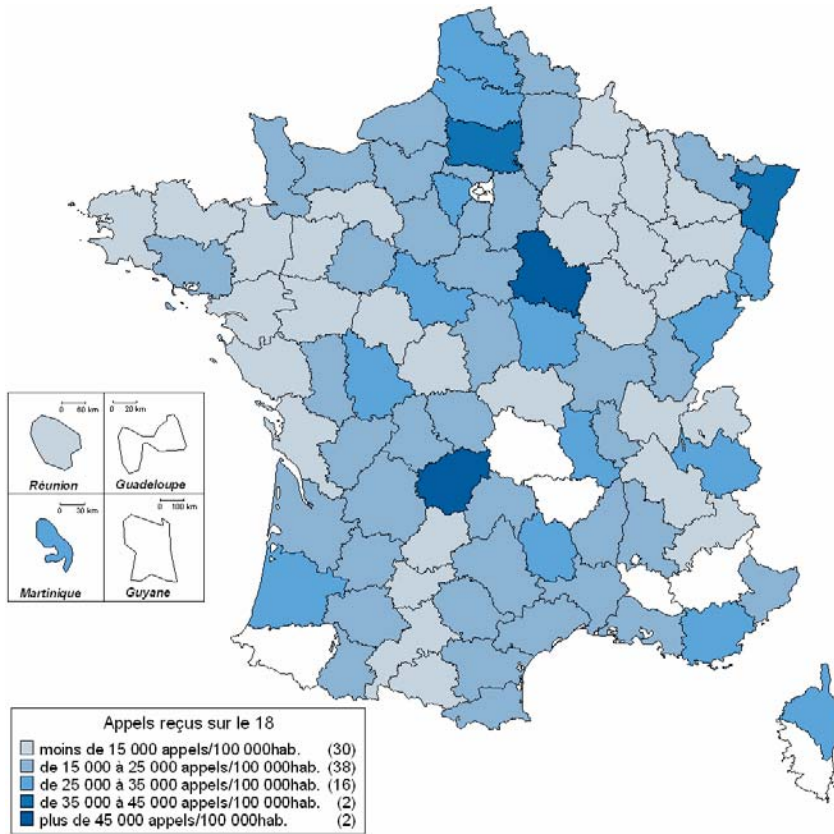 0 60 km
0 20 km
Réunion
Guadeloupe
0 30 km
0 100 km
Martinique
Guyane
Appels reçus sur le 18
moins de 15 000 appels/100 000hab. (30)
de 15 000 à 25 000 appels/100 000hab. (38)
de 25 000 à 35 000 appels/100 000hab. (16)
de 35 000 à 45 000 appels/100 000hab. (2)
plus de 45 000 appels/100 000hab. (2)